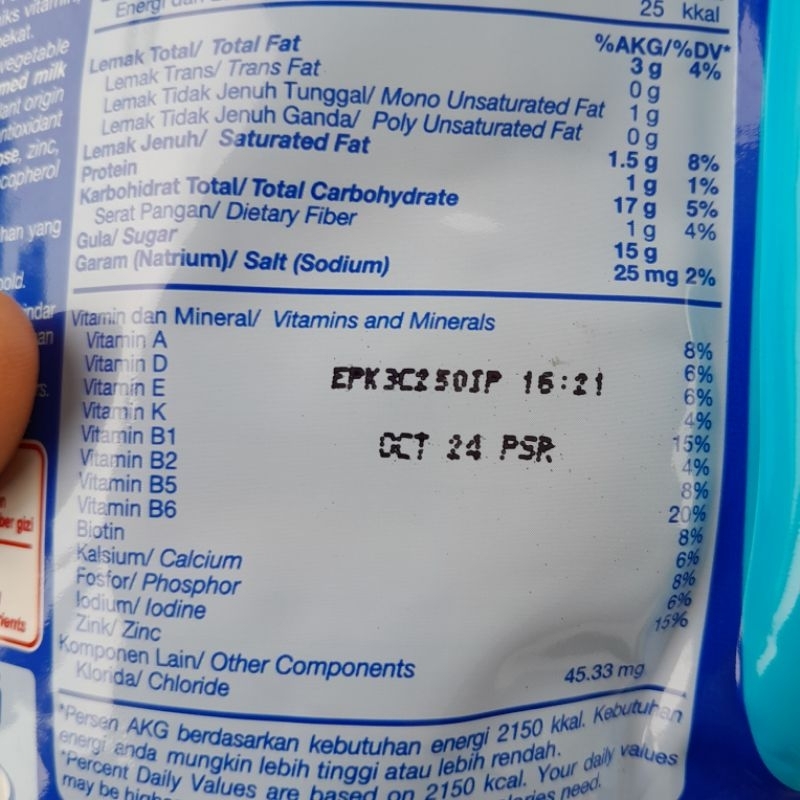 25 kkal
%AKG/%DV*
Lemak Total/ Total Fat 3 g 4%
Lemak Trans/ Trans Fat 0 g
Lemak Tidak Jenuh Tunggal/ Mono Unsaturated Fat 1 g
Lemak Tidak Jenuh Ganda/ Poly Unsaturated Fat 0 g
Lemak Jenuh/ Saturated Fat 1.5 g 8%
Protein 1 g 1%
Karbohidrat Total/ Total Carbohydrate 17 g 5%
Serat Pangan/ Dietary Fiber 1 g 4%
Gula/ Sugar 15 g
Garam (Natrium)/ Salt (Sodium) 25 mg 2%
Vitamin dan Mineral/ Vitamins and Minerals
Vitamin A 8%
Vitamin D 6%
Vitamin E 6%
Vitamin K 4%
Vitamin B1 15%
Vitamin B2 4%
Vitamin B5 8%
Vitamin B6 20%
Biotin 8%
Kalsium/ Calcium 6%
Fosfor/ Phosphor 8%
Iodium/ Iodine 6%
Zink/ Zinc 15%
Komponen Lain/ Other Components
Klorida/ Chloride 45.33 mg
16:21
OCT 24 PSR
*Persen AKG berdasarkan kebutuhan energi 2150 kkal. Kebutuhan
energi anda mungkin lebih tinggi atau lebih rendah.
*Percent Daily Values are based on 2150 kcal. Your daily values
may be
need.
vegetable
med milk
origin
zinc,
yang